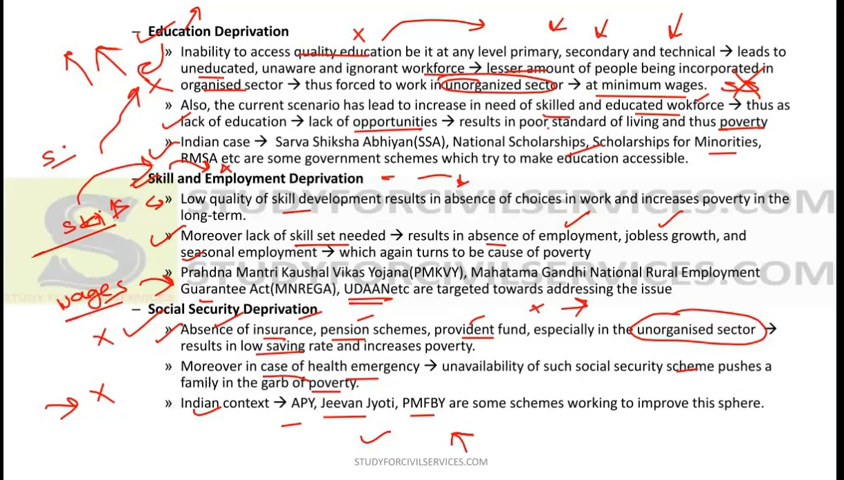 – Education Deprivation
» Inability to access quality education be it at any level primary, secondary and technical → leads to
uneducated, unaware and ignorant workforce → lesser amount of people being incorporated in
organised sector → thus forced to work in unorganized sector → at minimum wages.
» Also, the current scenario has lead to increase in need of skilled and educated wokforce → thus as
lack of education → lack of opportunities → results in poor standard of living and thus poverty
» Indian case → Sarva Shiksha Abhiyan(SSA), National Scholarships, Scholarships for Minorities,
RMSA etc are some government schemes which try to make education accessible.
– Skill and Employment Deprivation
STUDYFORCIVILSERVICES.COM
» Low quality of skill development results in absence of choices in work and increases poverty in the
long-term.
» Moreover lack of skill set needed → results in absence of employment, jobless growth, and
seasonal employment → which again turns to be cause of poverty
» Prahdna Mantri Kaushal Vikas Yojana(PMKVY), Mahatama Gandhi National Rural Employment
STUDYFORCIVILSERVICES.COM
Guarantee Act(MNREGA), UDAANetc are targeted towards addressing the issue
wages
– Social Security Deprivation
» Absence of insurance, pension schemes, provident fund, especially in the unorganised sector →
results in low saving rate and increases poverty.
» Moreover in case of health emergency → unavailability of such social security scheme pushes a
family in the garb of poverty.
» Indian context → APY, Jeevan Jyoti, PMFBY are some schemes working to improve this sphere.
STUDYFORCIVILSERVICES.COM